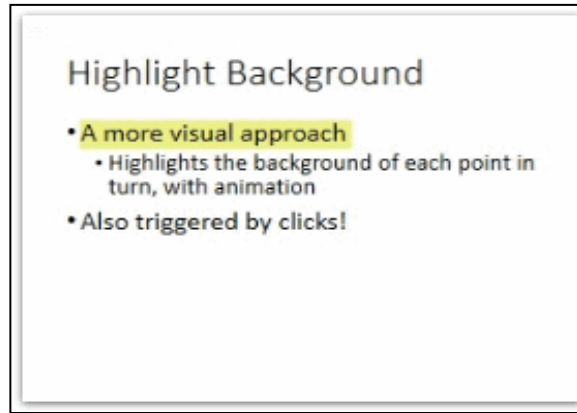 Highlight Background
• A more visual approach
• Highlights the background of each point in
turn, with animation
• Also triggered by clicks!